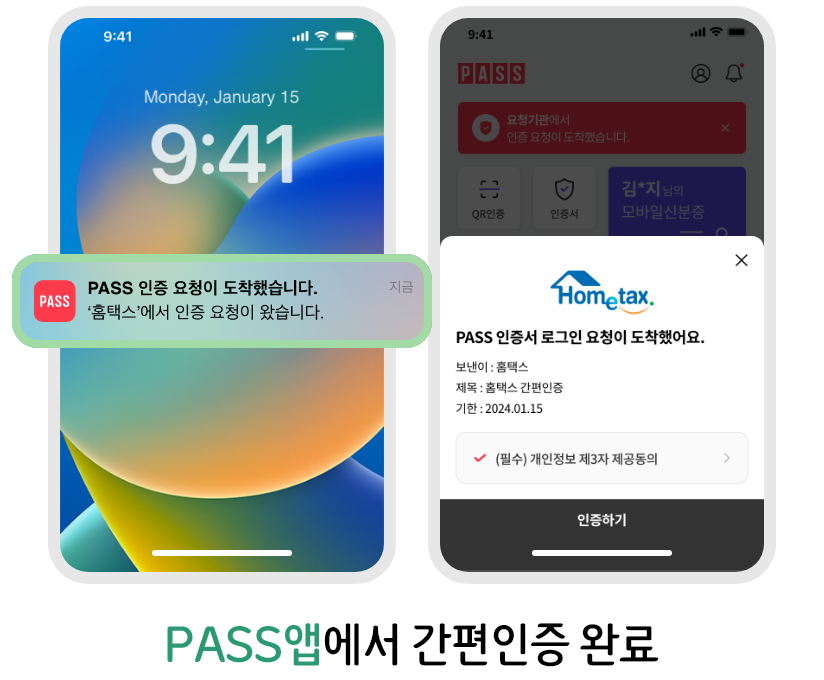 9:41
Monday, January 15
9:41
PASS
PASS 인증 요청이 도착했습니다.
지금
'홈택스'에서 인증 요청이 왔습니다.
9:41
PASS
요청기관에서
인증 요청이 도착했습니다.
QR인증
인증서
김*지 님의
모바일신분증
Hometax.
PASS 인증서 로그인 요청이 도착했어요.
보낸이 : 홈택스
제목 : 홈택스 간편인증
기한 : 2024.01.15
(필수) 개인정보 제3자 제공동의
인증하기
PASS앱에서 간편인증 완료